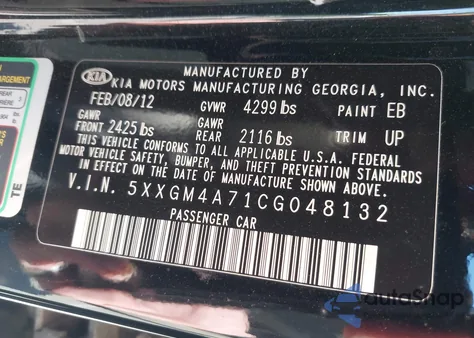 MANUFACTURED BY
KIA KIA MOTORS MANUFACTURING GEORGIA, INC.
FEB/08/12 GVWR 4299 lbs PAINT EB
GAWR FRONT 2425 lbs GAWR REAR 2116 lbs TRIM UP
THIS VEHICLE CONFORMS TO ALL APPLICABLE U.S.A. FEDERAL
MOTOR VEHICLE SAFETY, BUMPER, AND THEFT PREVENTION STANDARDS
IN EFFECT ON THE DATE OF MANUFACTURE SHOWN ABOVE.
V.I.N. 5XXGM4A71CG048132
PASSENGER CAR
TE
autoSnap